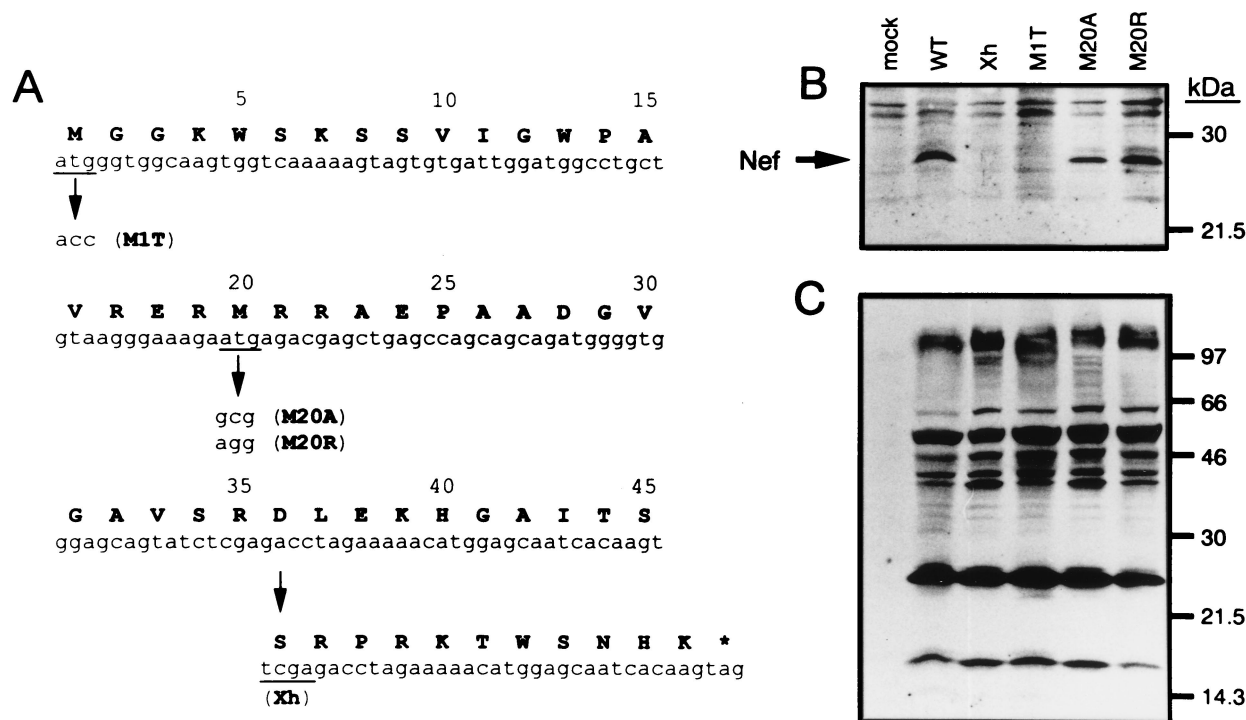 A
5 10 15
M G G K W S K S S V I G W P A
atgggtggcaagtggtcaaaaagtagtgtgattggatggcctgct
acc (M1T)
20 25 30
V R E R M R R A E P A A D G V
gtaagggaaagaatgagacgagctgagccagcagcagatggggtg
gcg (M20A)
agg (M20R)
35 40 45
G A V S R D L E K H G A I T S
ggagcagtatctcgagacctagaaaaacatggagcaatcacaagt
S R P R K T W S N H K *
tcgagacctagaaaaacatggagcaatcacaagtag
(Xh)
B
mock WT Xh M1T M20A M20R
kDa
30
Nef
21.5
C
97
66
46
30
21.5
14.3